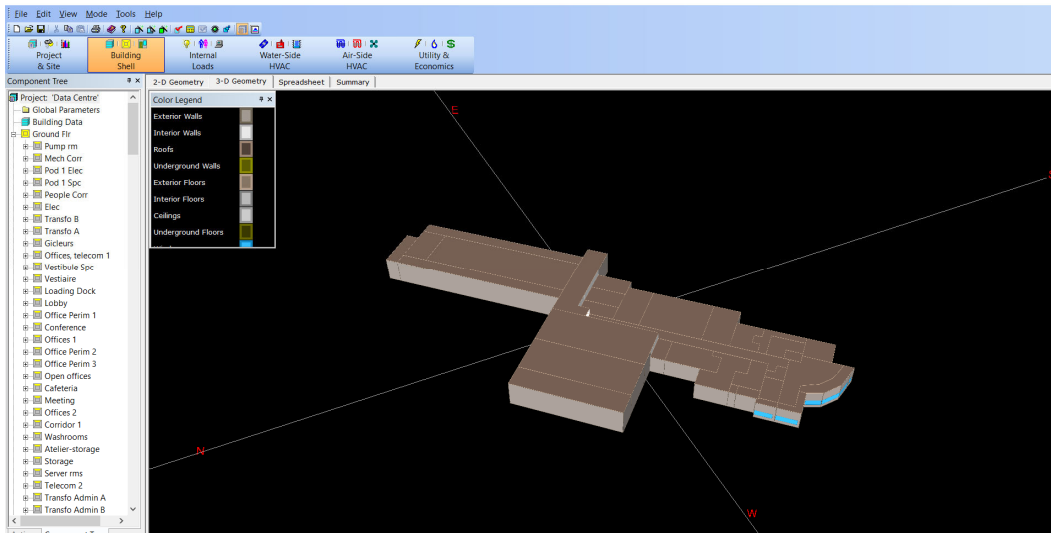 File Edit View Mode Tools Help
Project & Site
Building Shell
Internal Loads
Water-Side HVAC
Air-Side HVAC
Utility & Economics
Component Tree
2-D Geometry 3-D Geometry Spreadsheet Summary
Project: 'Data Centre'
Global Parameters
Building Data
Ground Flr
Pump rm
Mech Corr
Pod 1 Elec
Pod 1 Spc
People Corr
Elec
Transfo B
Transfo A
Gicleurs
Offices, telecom 1
Vestibule Spc
Vestiaire
Loading Dock
Lobby
Office Perim 1
Conference
Offices 1
Office Perim 2
Office Perim 3
Open offices
Cafeteria
Meeting
Offices 2
Corridor 1
Washrooms
Atelier-storage
Storage
Server rms
Telecom 2
Transfo Admin A
Transfo Admin B
Color Legend
Exterior Walls
Interior Walls
Roofs
Underground Walls
Exterior Floors
Interior Floors
Ceilings
Underground Floors
E
N
W